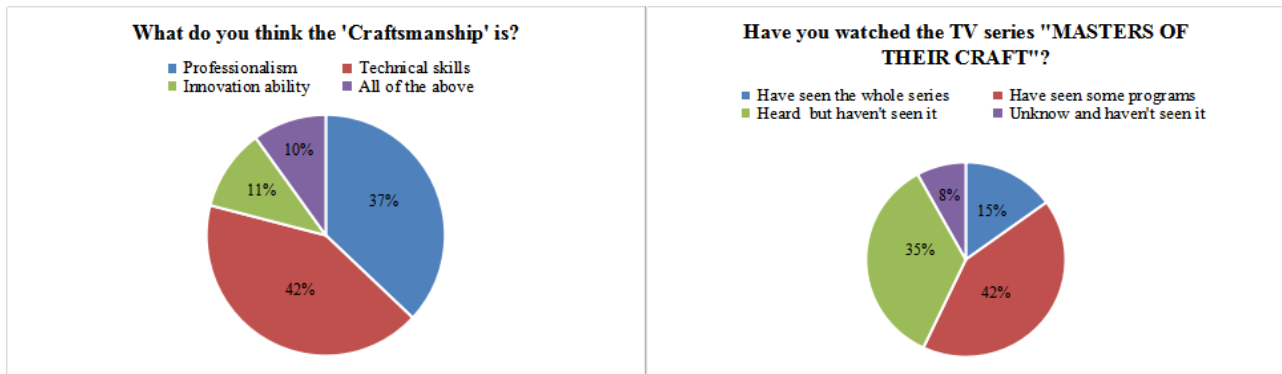 What do you think the 'Craftsmanship' is?
Professionalism Technical skills
Innovation ability All of the above
10%
11%
37%
42%
Have you watched the TV series "MASTERS OF
THEIR CRAFT"?
Have seen the whole series Have seen some programs
Heard but haven't seen it Unknow and haven't seen it
8%
15%
35%
42%